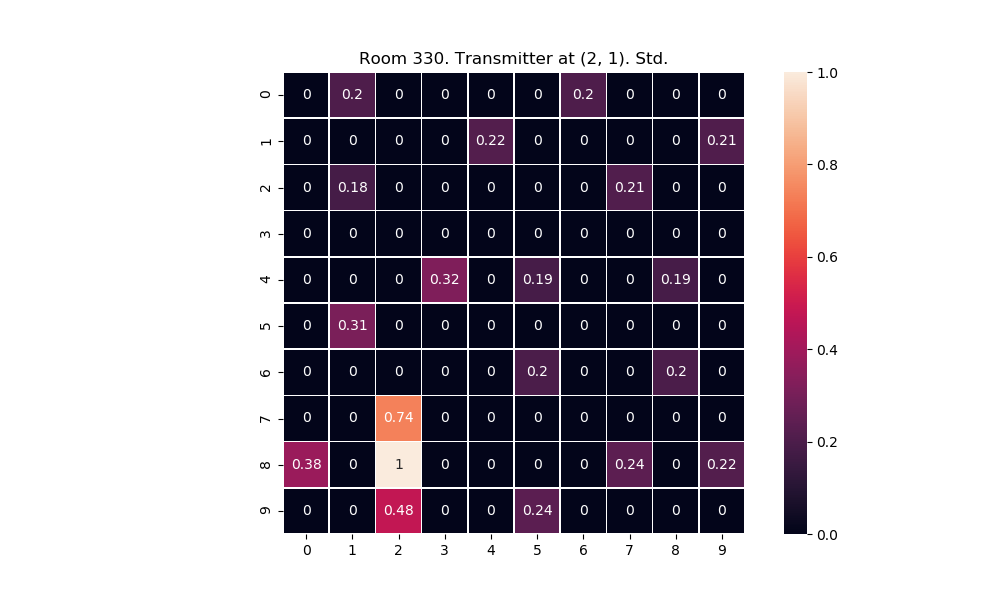 Room 330. Transmitter at (2, 1). Std.
0 0 0.2 0 0 0 0 0.2 0 0 0
1 0 0 0 0 0.22 0 0 0 0 0.21
2 0 0.18 0 0 0 0 0 0.21 0 0
3 0 0 0 0 0 0 0 0 0 0
4 0 0 0 0.32 0 0.19 0 0 0.19 0
5 0 0.31 0 0 0 0 0 0 0 0
6 0 0 0 0 0 0.2 0 0 0.2 0
7 0 0 0.74 0 0 0 0 0 0 0
8 0.38 0 1 0 0 0 0 0.24 0 0.22
9 0 0 0.48 0 0 0.24 0 0 0 0
0 1 2 3 4 5 6 7 8 9
1.0
0.8
0.6
0.4
0.2
0.0